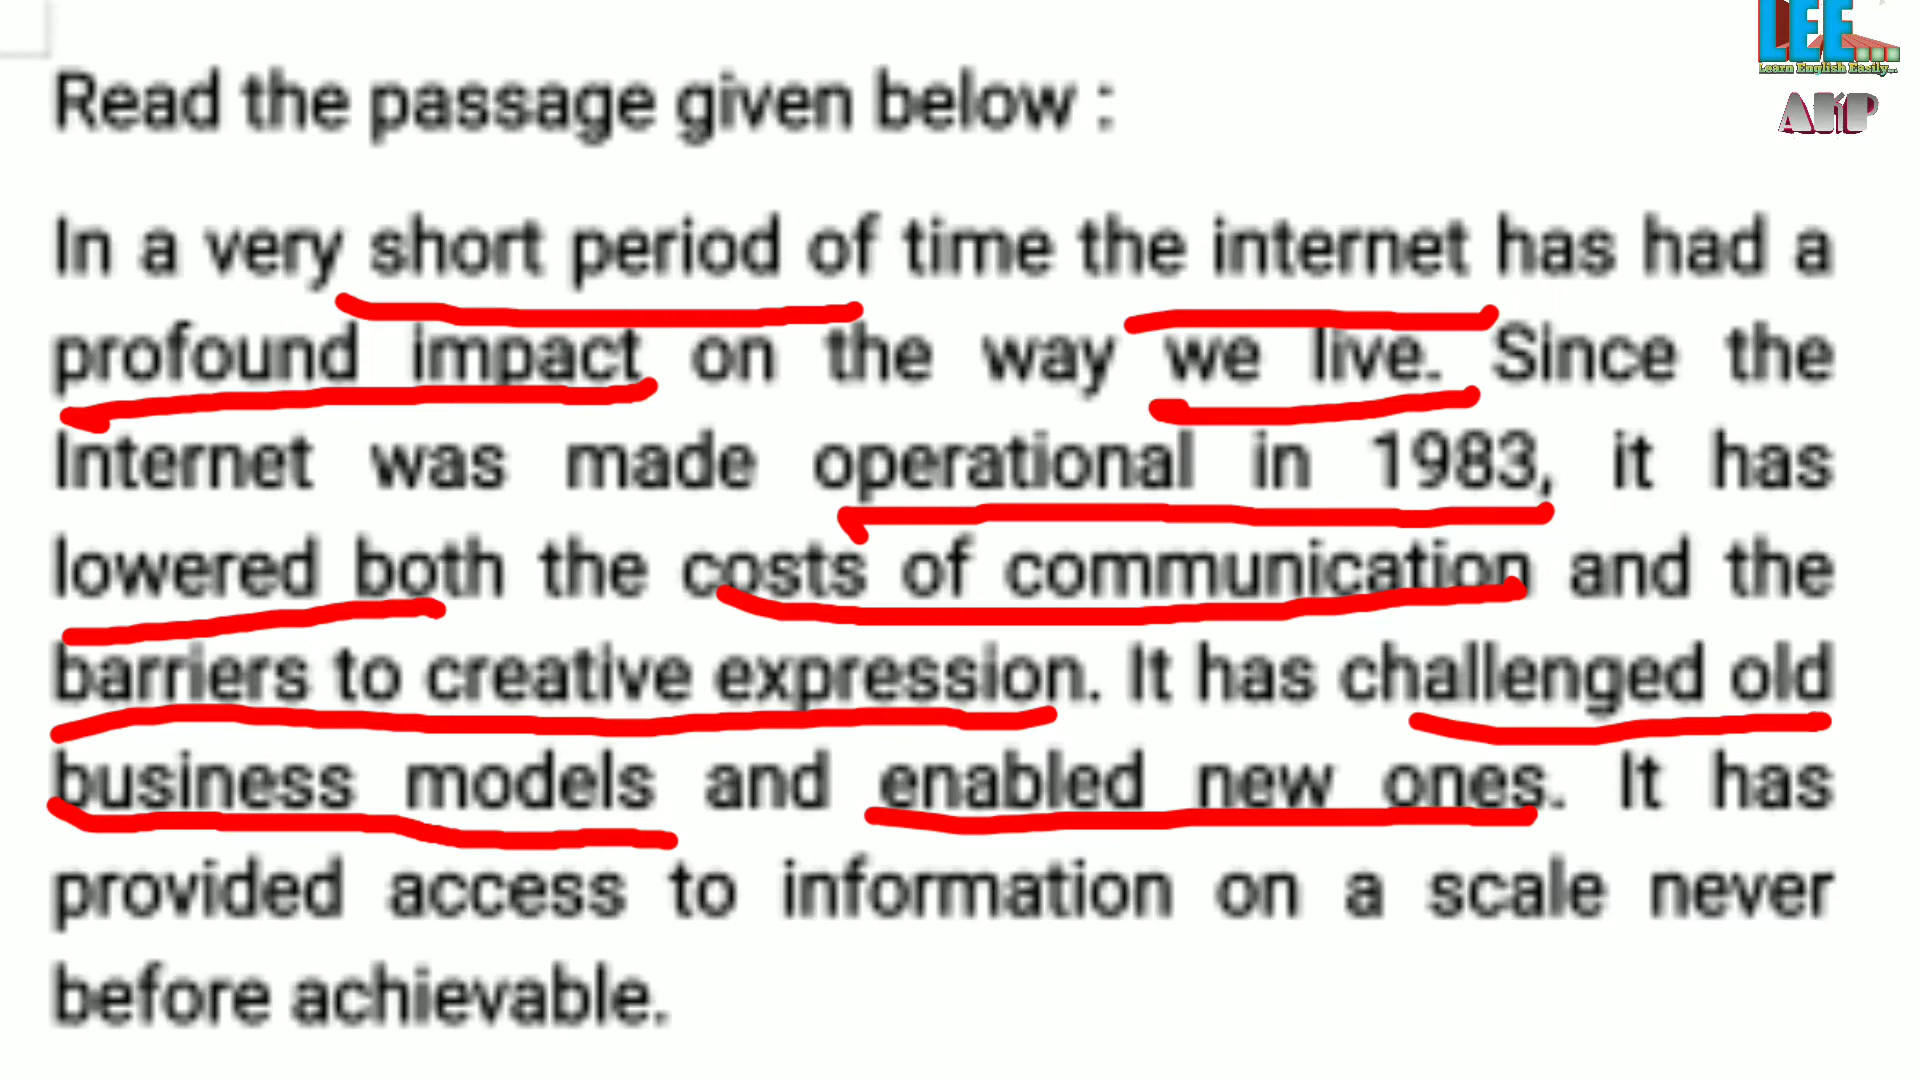 LEE...
Learn English Easily...
AKP
Read the passage given below :
In a very short period of time the internet has had a
profound impact on the way we live. Since the
Internet was made operational in 1983, it has
lowered both the costs of communication and the
barriers to creative expression. It has challenged old
business models and enabled new ones. It has
provided access to information on a scale never
before achievable.